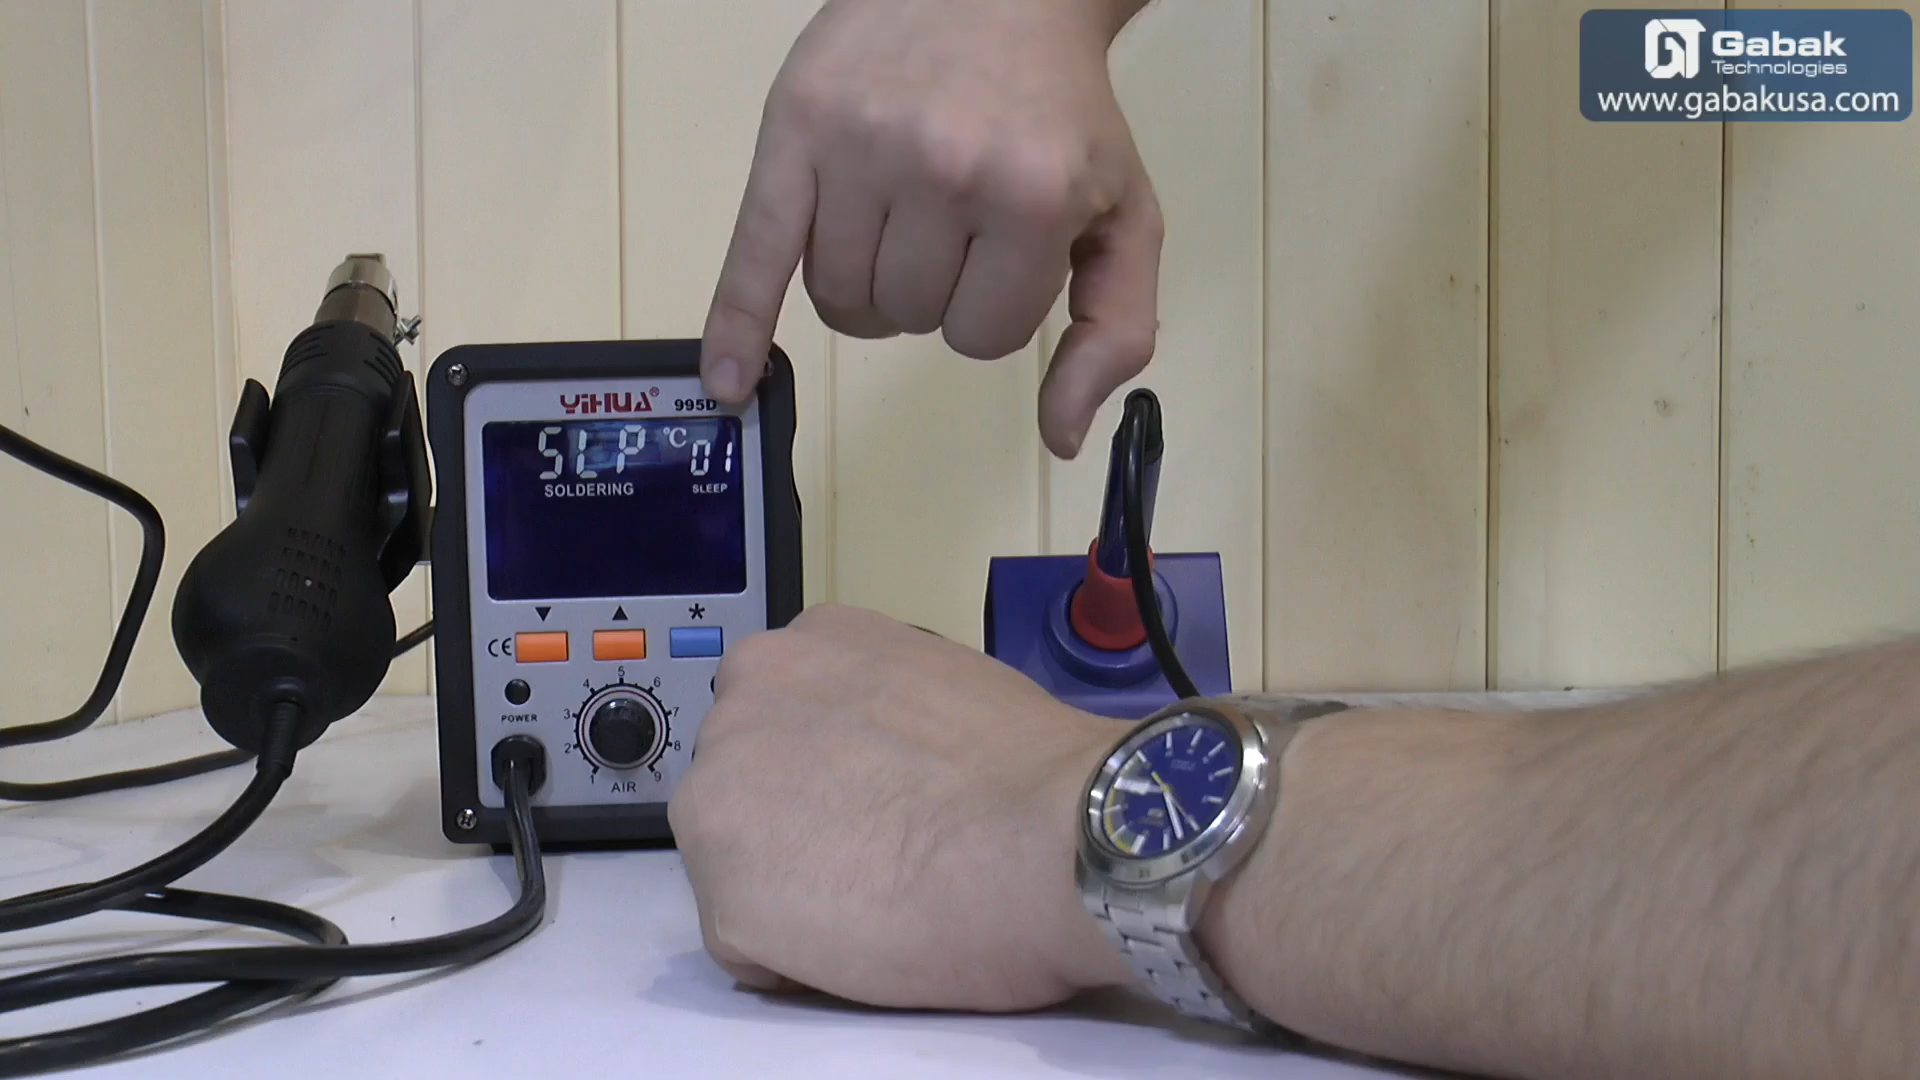 Gabak
Technologies
www.gabakusa.com
YIHUA® 995D
SLP °C 01
SOLDERING SLEEP
▼ ▲ *
CE
1 2 3 4 5 6 7 8 9
POWER
AIR